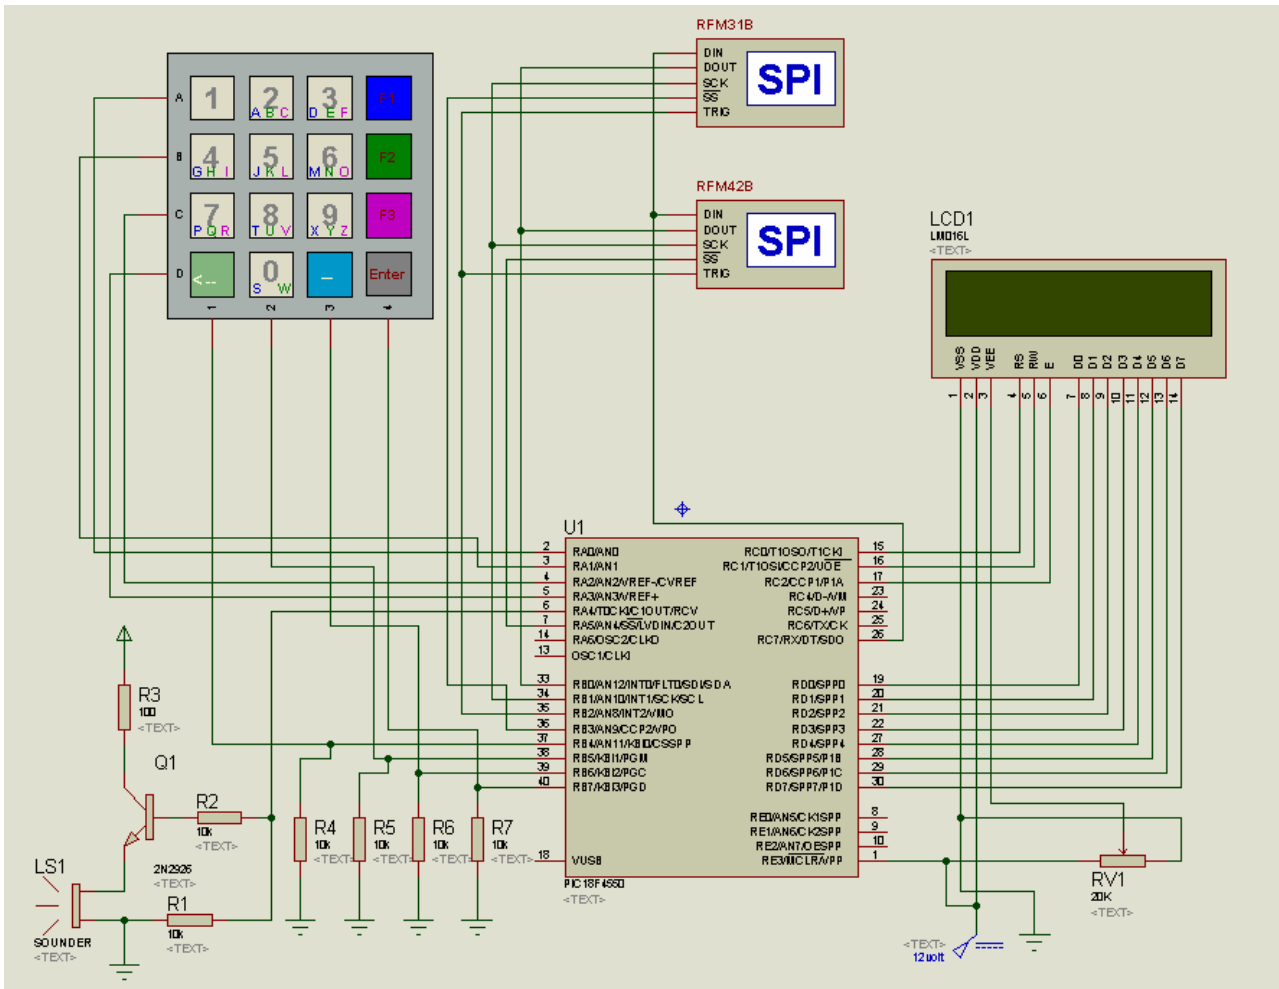 RFM31B
DIN
DOUT
SCK
SS
TRIG
SPI
A
1
2
ABC
3
DEF
F1
B
4
GHI
5
JKL
6
MNO
F2
C
7
PQR
8
TUV
9
XYZ
F3
D
<--
0
S W
–
Enter
1
2
3
4
RFM42B
DIN
DOUT
SCK
SS
TRIG
SPI
LCD1
LM016L
<TEXT>
VSS
VDD
VEE
RS
RW
E
D0
D1
D2
D3
D4
D5
D6
D7
1
2
3
4
5
6
7
8
9
10
11
12
13
14
U1
2 RA0/AN0
3 RA1/AN1
4 RA2/AN2/VREF-/CVREF
5 RA3/AN3/VREF+
6 RA4/T0CKI/C1OUT/RCV
7 RA5/AN4/SS/LVDIN/C2OUT
14 RA6/OSC2/CLKO
13 OSC1/CLKI
33 RB0/AN12/INT0/FLT0/SDI/SDA
34 RB1/AN10/INT1/SCK/SCL
35 RB2/AN8/INT2/VMO
36 RB3/AN9/CCP2/VPO
37 RB4/AN11/KBI0/CSSPP
38 RB5/KBI1/PGM
39 RB6/KBI2/PGC
40 RB7/KBI3/PGD
18 VUSB
RC0/T1OSO/T1CKI 15
RC1/T1OSI/CCP2/UOE 16
RC2/CCP1/P1A 17
RC4/D-/VM 23
RC5/D+/VP 24
RC6/TX/CK 25
RC7/RX/DT/SDO 26
RD0/SPP0 19
RD1/SPP1 20
RD2/SPP2 21
RD3/SPP3 22
RD4/SPP4 27
RD5/SPP5/P1B 28
RD6/SPP6/P1C 29
RD7/SPP7/P1D 30
RE0/AN5/CK1SPP 8
RE1/AN6/CK2SPP 9
RE2/AN7/OESPP 10
RE3/MCLR/VPP 1
PIC18F4550
<TEXT>
R3
100
<TEXT>
Q1
2N2926
<TEXT>
R2
10k
<TEXT>
R4
10k
<TEXT>
R5
10k
<TEXT>
R6
10k
<TEXT>
R7
10k
<TEXT>
LS1
SOUNDER
<TEXT>
R1
10k
<TEXT>
RV1
20K
<TEXT>
<TEXT>
12volt